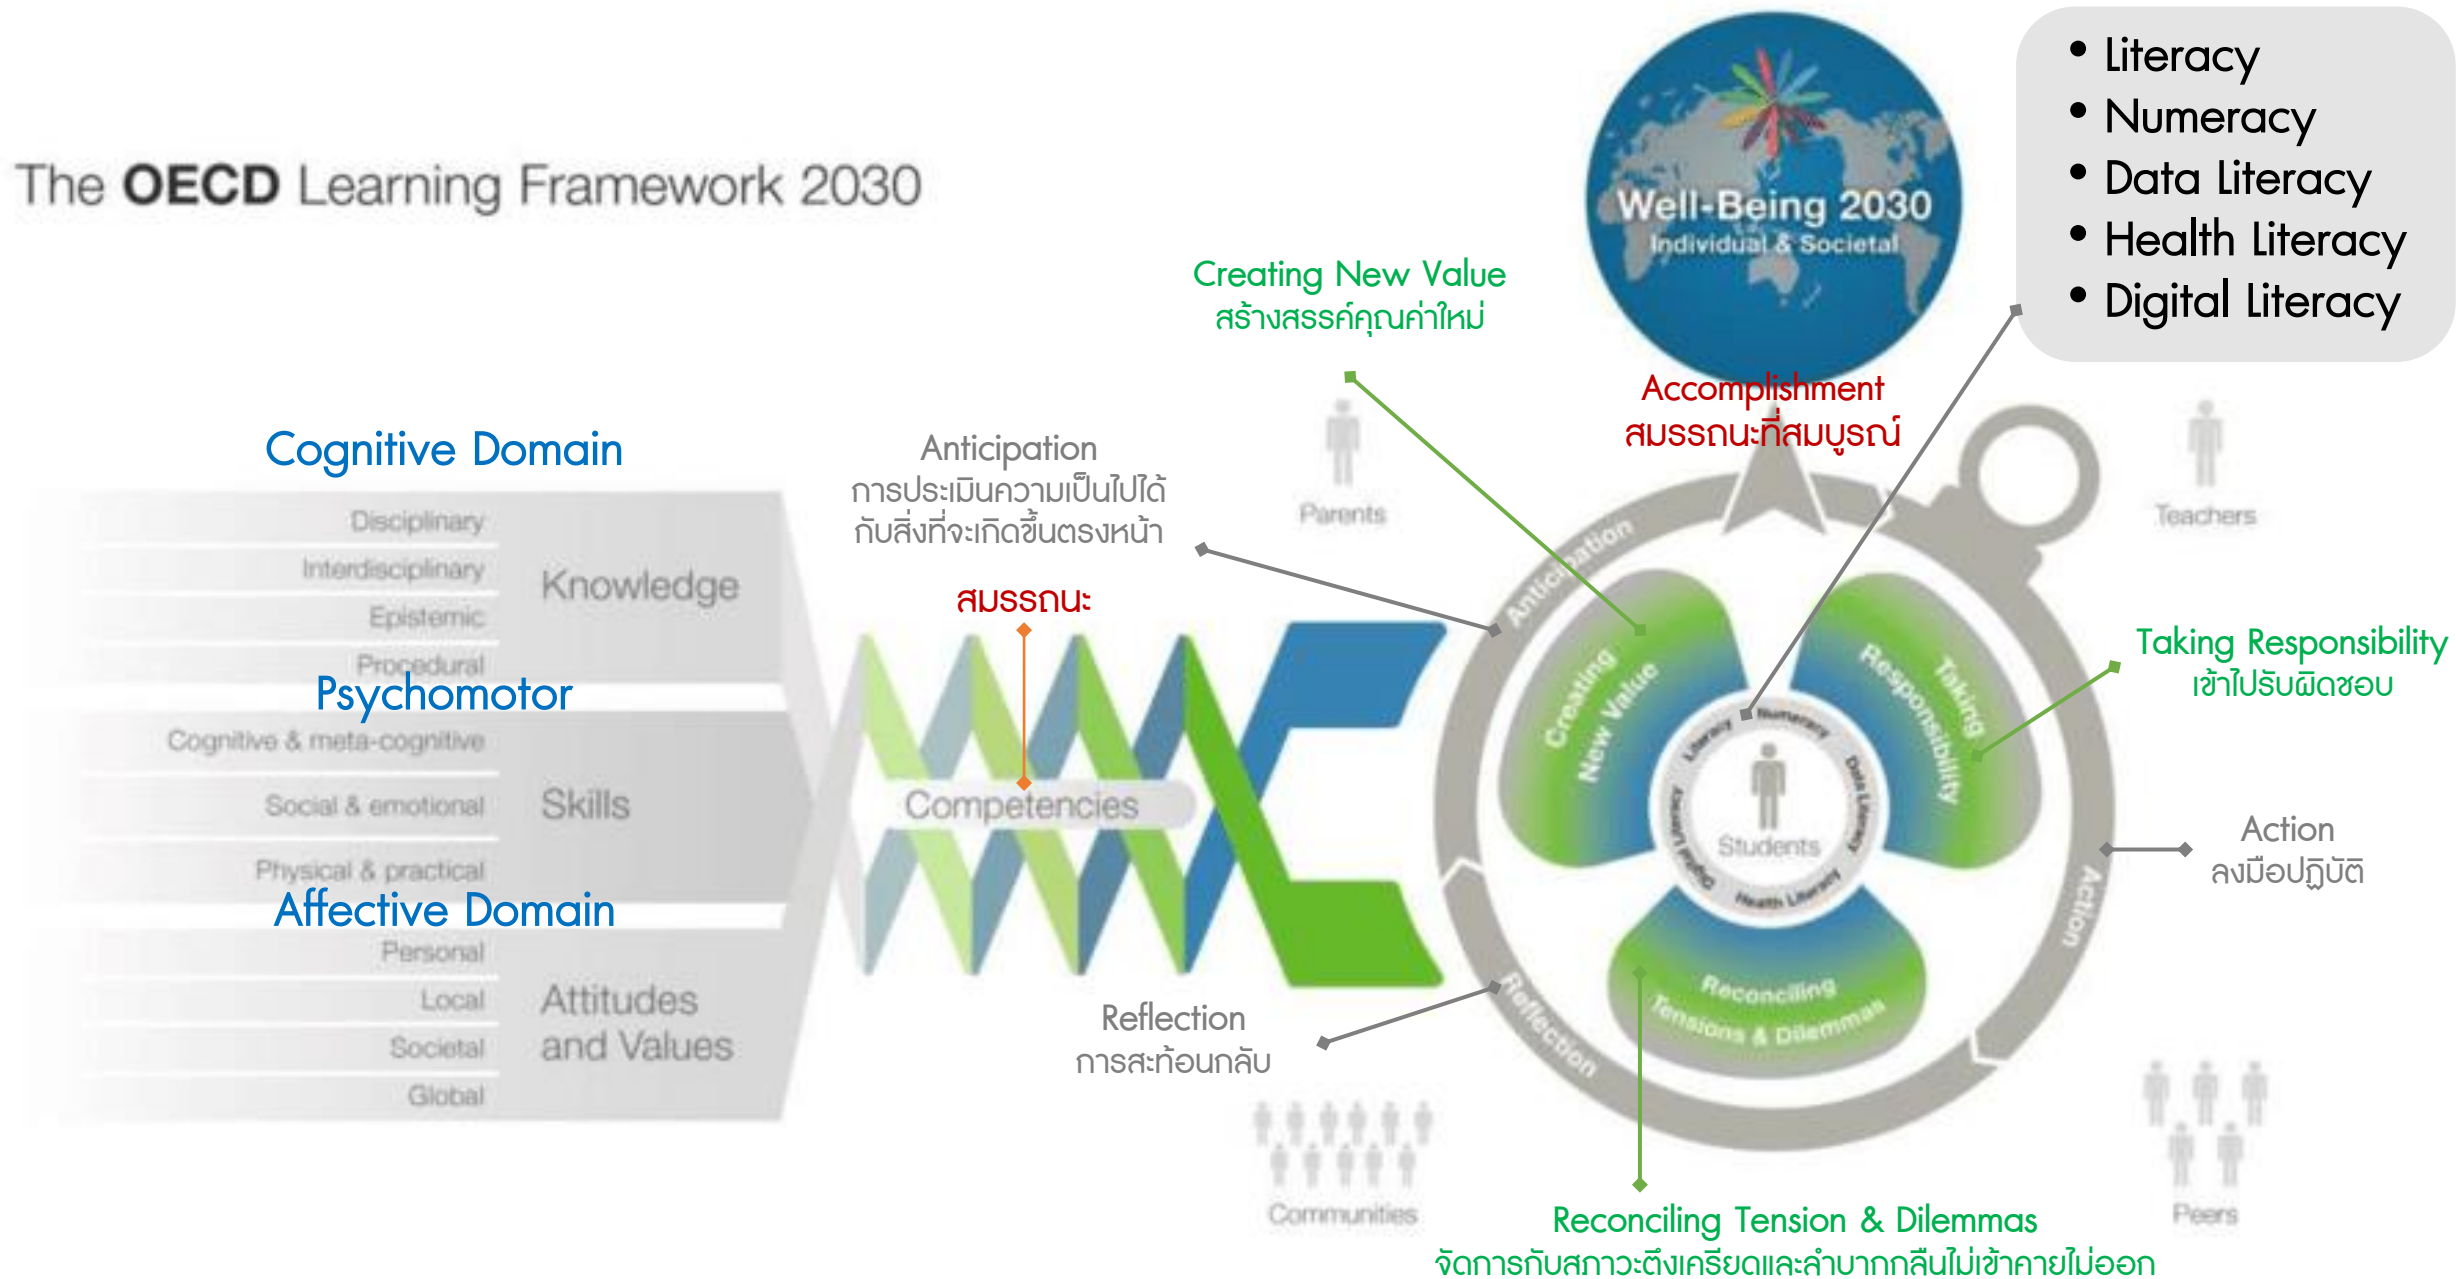 The OECD Learning Framework 2030
Well-Being 2030
Individual & Societal
• Literacy
• Numeracy
• Data Literacy
• Health Literacy
• Digital Literacy
Creating New Value
สร้างสรรค์คุณค่าใหม่
Accomplishment
สมรรถนะที่สมบูรณ์
Cognitive Domain
Disciplinary
Interdisciplinary
Epistemic
Procedural
Knowledge
Psychomotor
Cognitive & meta-cognitive
Social & emotional
Physical & practical
Skills
Affective Domain
Personal
Local
Societal
Global
Attitudes
and Values
Anticipation
การประเมินความเป็นไปได้
กับสิ่งที่จะเกิดขึ้นตรงหน้า
สมรรถนะ
Competencies
Parents
Teachers
Anticipation
Creating
New Value
Taking
Responsibility
Literacy
Numeracy
Data Literacy
Health Literacy
Digital Literacy
Students
Reconciling
Tensions & Dilemmas
Action
Reflection
Taking Responsibility
เข้าไปรับผิดชอบ
Action
ลงมือปฏิบัติ
Reflection
การสะท้อนกลับ
Communities
Peers
Reconciling Tension & Dilemmas
จัดการกับสภาวะตึงเครียดและลำบากกลืนไม่เข้าคายไม่ออก